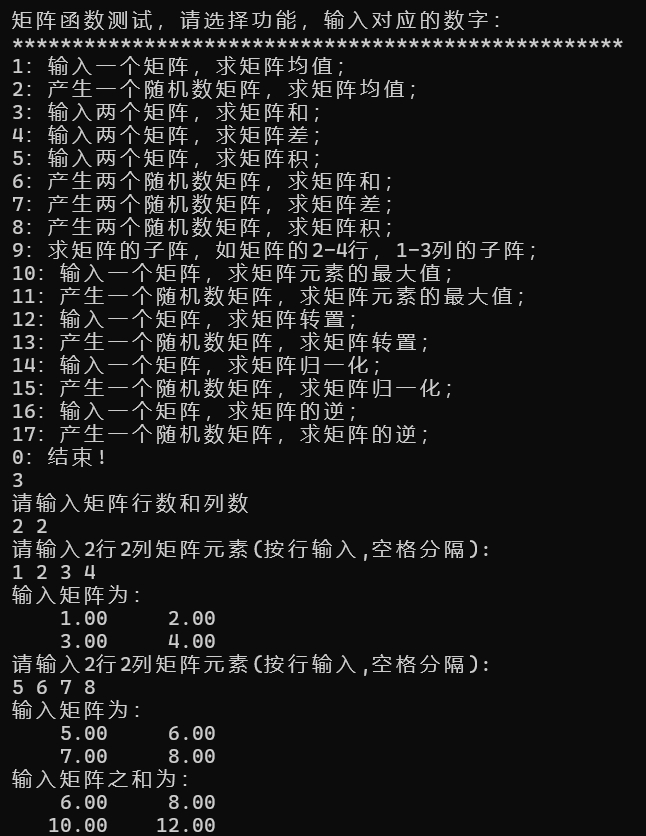 矩阵函数测试，请选择功能，输入对应的数字：
***************************************************
1：输入一个矩阵，求矩阵均值；
2：产生一个随机数矩阵，求矩阵均值；
3：输入两个矩阵，求矩阵和；
4：输入两个矩阵，求矩阵差；
5：输入两个矩阵，求矩阵积；
6：产生两个随机数矩阵，求矩阵和；
7：产生两个随机数矩阵，求矩阵差；
8：产生两个随机数矩阵，求矩阵积；
9：求矩阵的子阵，如矩阵的2-4行，1-3列的子阵；
10：输入一个矩阵，求矩阵元素的最大值；
11：产生一个随机数矩阵，求矩阵元素的最大值；
12：输入一个矩阵，求矩阵转置；
13：产生一个随机数矩阵，求矩阵转置；
14：输入一个矩阵，求矩阵归一化；
15：产生一个随机数矩阵，求矩阵归一化；
16：输入一个矩阵，求矩阵的逆；
17：产生一个随机数矩阵，求矩阵的逆；
0：结束！
3
请输入矩阵行数和列数
2 2
请输入2行2列矩阵元素(按行输入,空格分隔):
1 2 3 4
输入矩阵为：
1.00 2.00
3.00 4.00
请输入2行2列矩阵元素(按行输入,空格分隔):
5 6 7 8
输入矩阵为：
5.00 6.00
7.00 8.00
输入矩阵之和为：
6.00 8.00
10.00 12.00